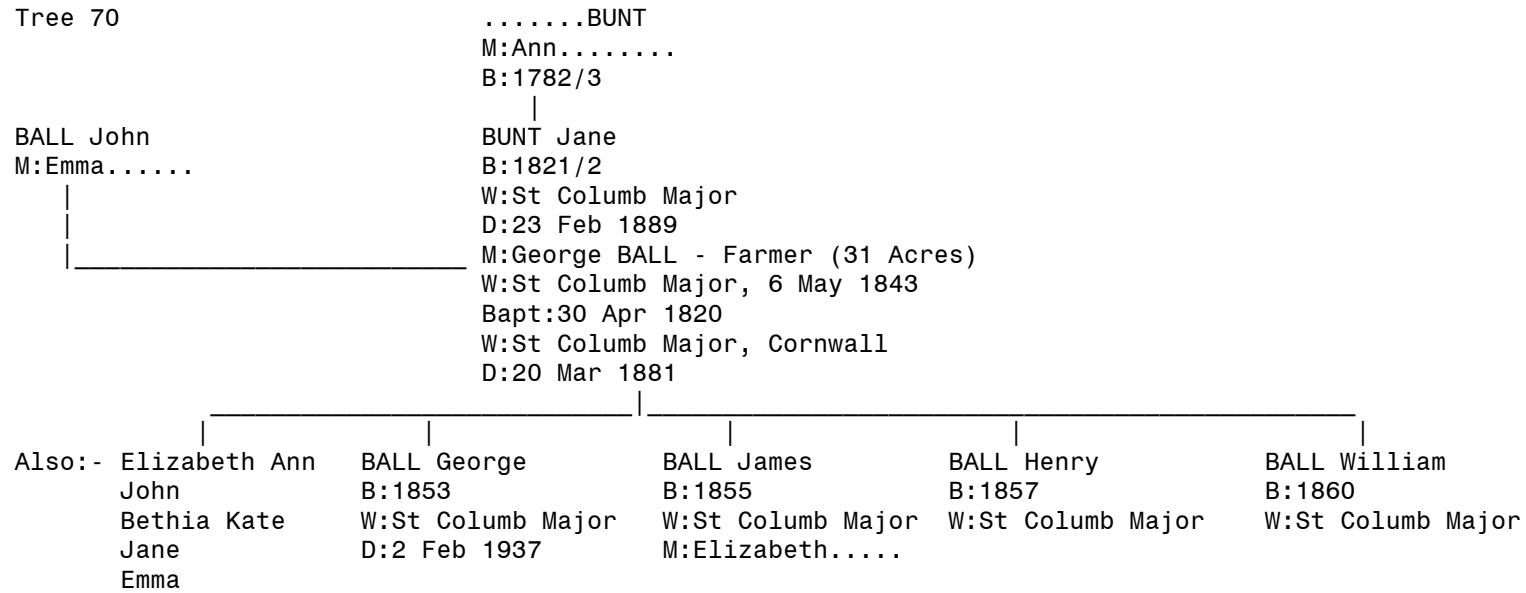 Tree 70 .......BUNT
M:Ann........
B:1782/3
BALL John BUNT Jane
M:Emma...... B:1821/2
W:St Columb Major
D:23 Feb 1889
M:George BALL - Farmer (31 Acres)
W:St Columb Major, 6 May 1843
Bapt:30 Apr 1820
W:St Columb Major, Cornwall
D:20 Mar 1881
Also:- Elizabeth Ann BALL George BALL James BALL Henry BALL William
John B:1853 B:1855 B:1857 B:1860
Bethia Kate W:St Columb Major W:St Columb Major W:St Columb Major W:St Columb Major
Jane D:2 Feb 1937 M:Elizabeth.....
Emma